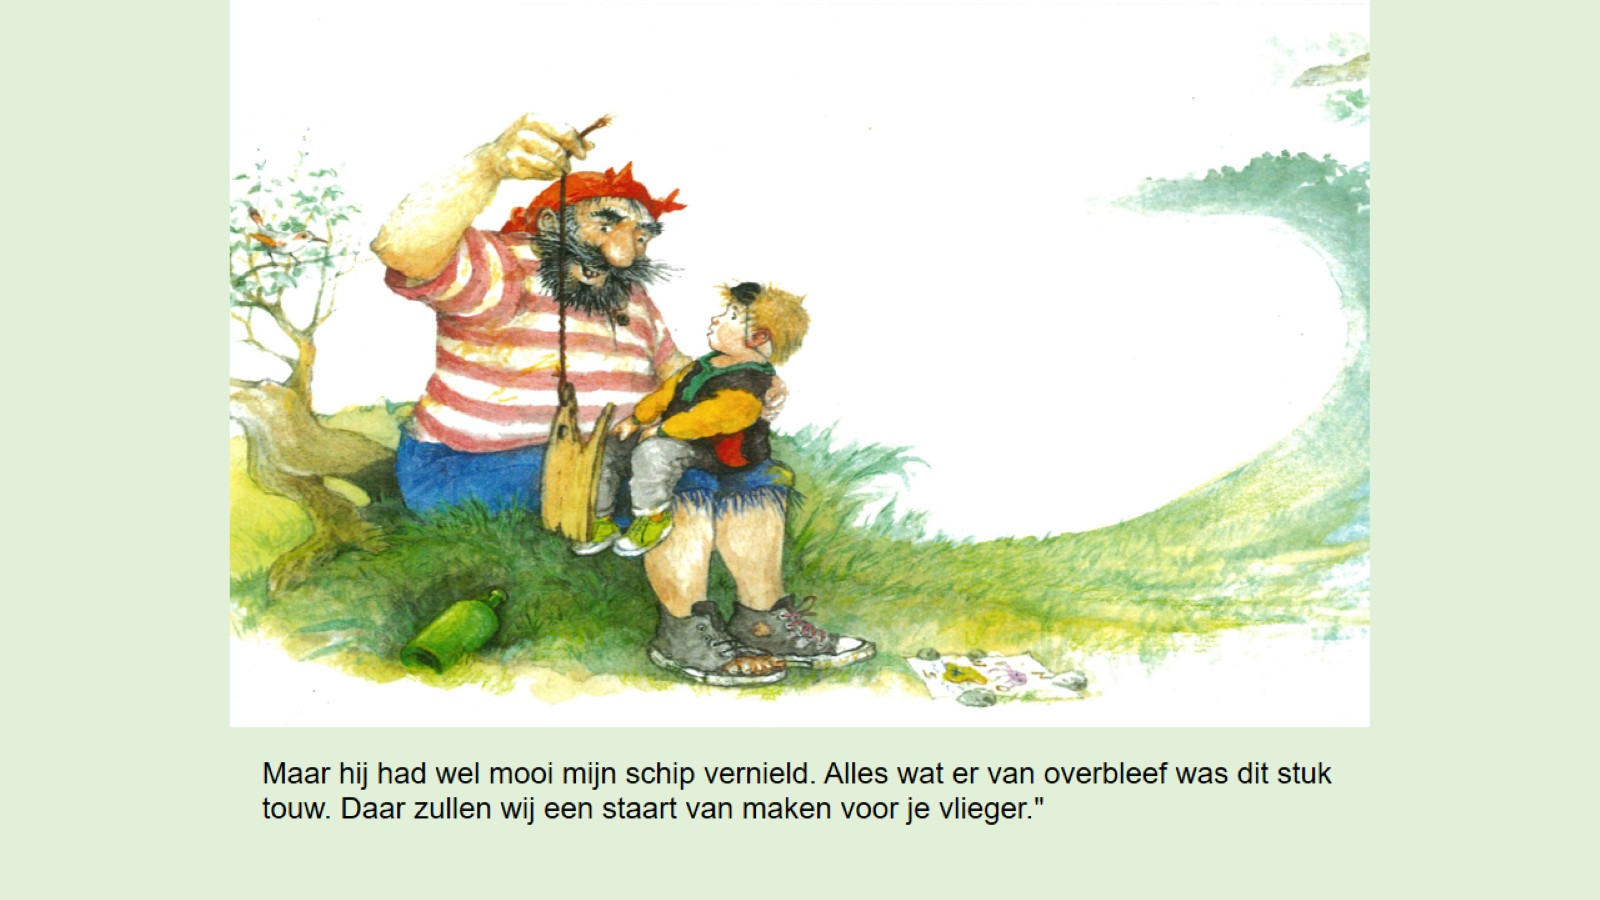 Maar hij had wel mooi mijn schip vernield. Alles wat er van overbleef was dit stuk
touw. Daar zullen wij een staart van maken voor je vlieger."